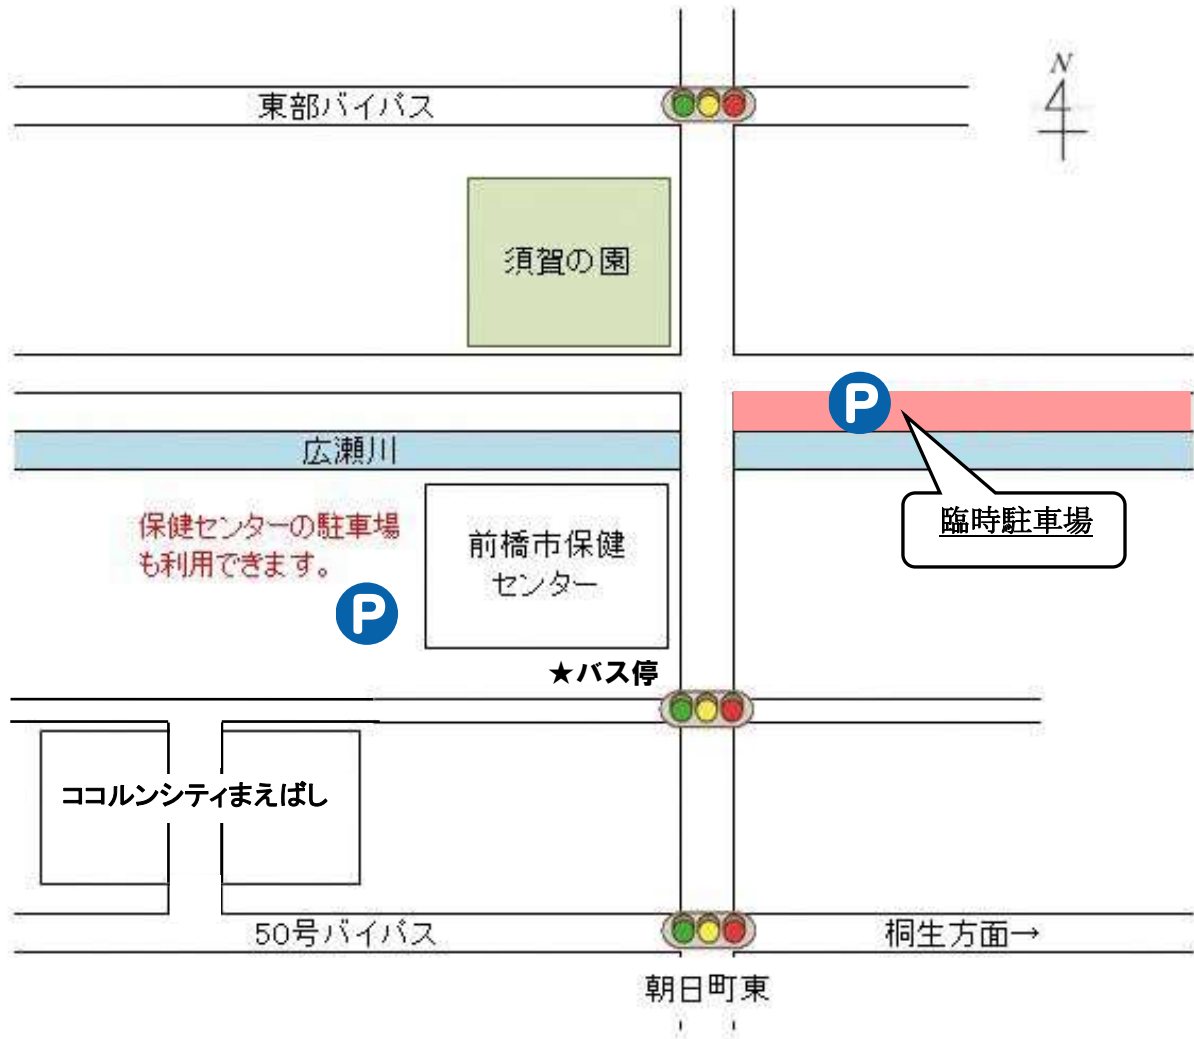 N
東部バイパス
須賀の園
P
広瀬川
臨時駐車場
保健センターの駐車場
も利用できます。
前橋市保健
センター
P
★バス停
ココルンシティまえばし
50号バイパス
桐生方面→
朝日町東